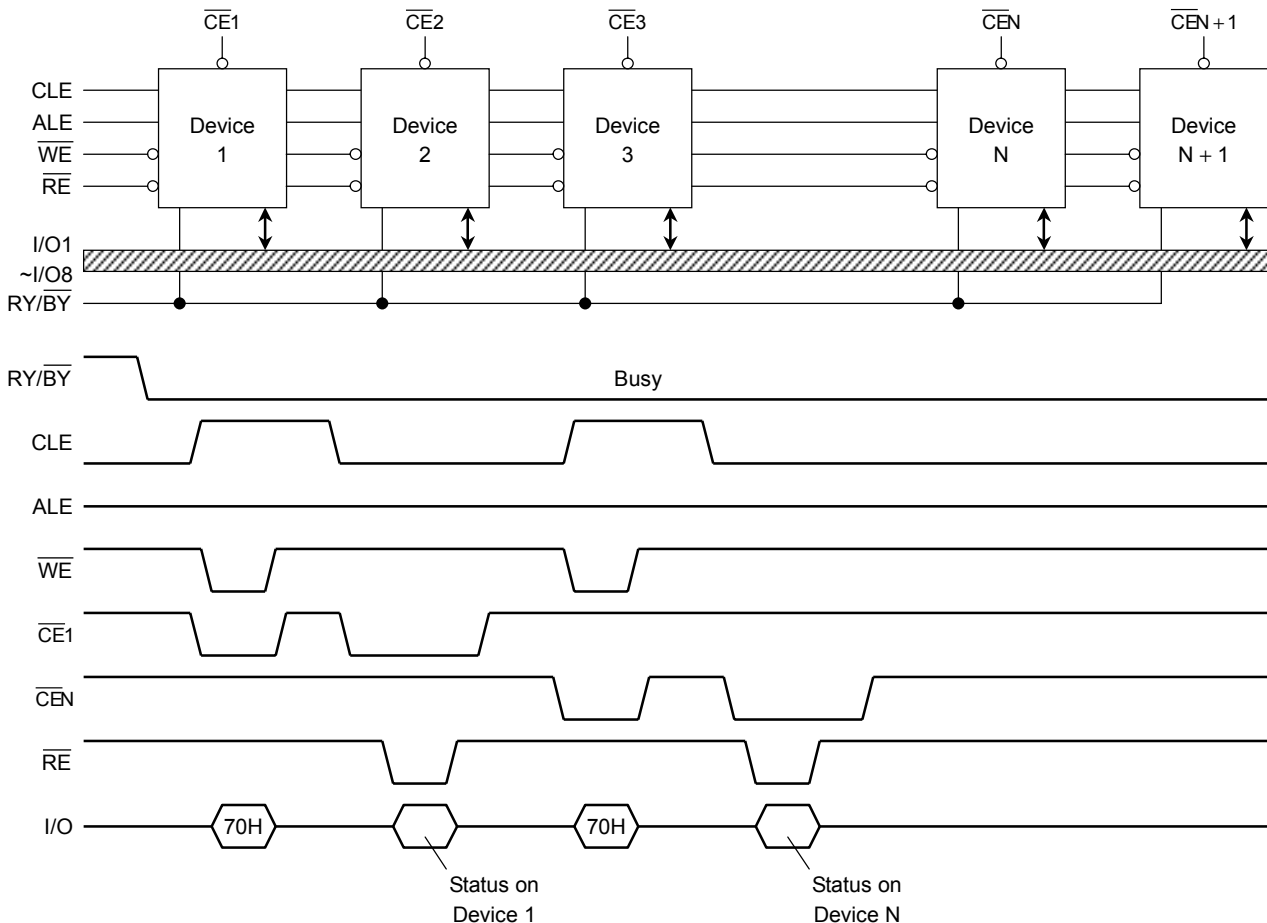 CE1 CE2 CE3 CEN CEN + 1
CLE
ALE
WE
RE
Device
1
Device
2
Device
3
Device
N
Device
N + 1
I/O1
~I/O8
RY/BY
RY/BY
Busy
CLE
ALE
WE
CE1
CEN
RE
I/O
70H
70H
Status on
Device 1
Status on
Device N